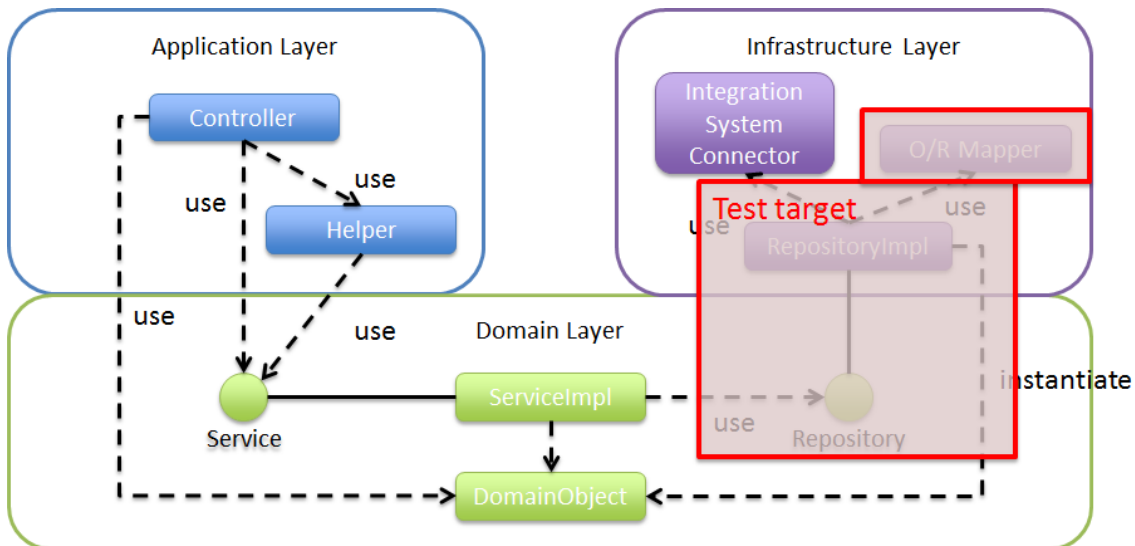 Application Layer
Infrastructure Layer
Controller
Integration
System
Connector
O/R Mapper
use
use
Test target
use
use
Helper
RepositoryImpl
use
use
Domain Layer
instantiate
ServiceImpl
use
Service
Repository
DomainObject